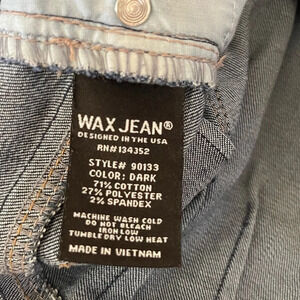 WAX JEAN®
DESIGNED IN THE USA
RN#134352
STYLE# 90133
COLOR: DARK
71% COTTON
27% POLYESTER
2% SPANDEX
MACHINE WASH COLD
DO NOT BLEACH
IRON LOW
TUMBLE DRY LOW HEAT
MADE IN VIETNAM